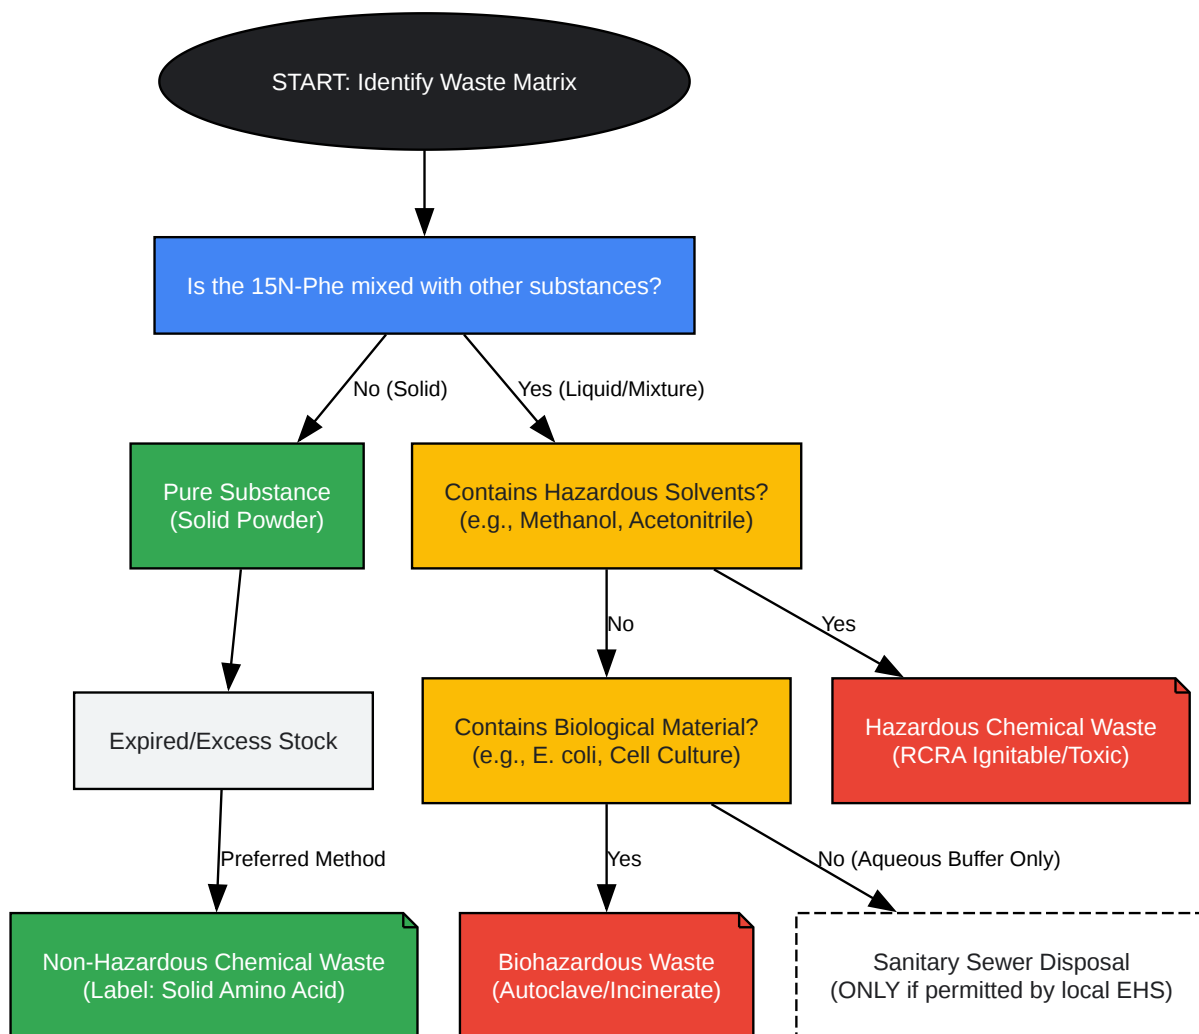 START: Identify Waste Matrix
Is the 15N-Phe mixed with other substances?
No (Solid)
Yes (Liquid/Mixture)
Pure Substance
(Solid Powder)
Contains Hazardous Solvents?
(e.g., Methanol, Acetonitrile)
No
Yes
Expired/Excess Stock
Contains Biological Material?
(e.g., E. coli, Cell Culture)
Hazardous Chemical Waste
(RCRA Ignitable/Toxic)
Preferred Method
Yes
No (Aqueous Buffer Only)
Non-Hazardous Chemical Waste
(Label: Solid Amino Acid)
Biohazardous Waste
(Autoclave/Incinerate)
Sanitary Sewer Disposal
(ONLY if permitted by local EHS)